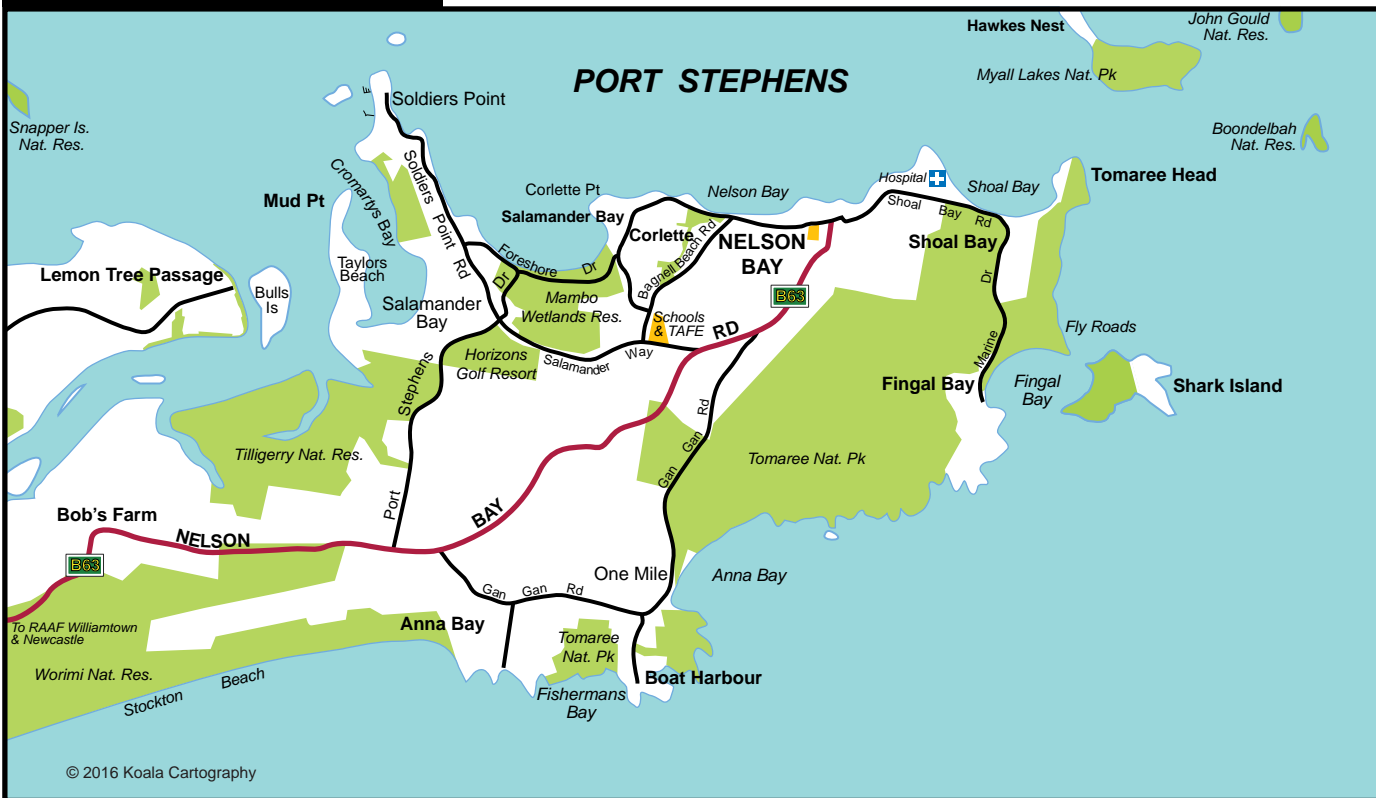 PORT STEPHENS
Hawkes Nest
John Gould
Nat. Res.
Myall Lakes Nat. Pk
Boondelbah
Nat. Res.
Snapper Is.
Nat. Res.
Soldiers Point
Soldiers Point Rd
Cromartys Bay
Mud Pt
Taylors
Beach
Lemon Tree Passage
Bulls
Is
Salamander
Bay
Corlette Pt
Salamander Bay
Corlette
Nelson Bay
NELSON
BAY
Hospital
Shoal Bay
Shoal Bay Rd
Shoal Bay
Tomaree Head
Foreshore Dr
Dr
Bagnell Beach Rd
Mambo
Wetlands Res.
Schools
& TAFE
B63
RD
Salamander Way
Horizons
Golf Resort
Stephens
Port
Marine Dr
Fly Roads
Fingal Bay
Fingal
Bay
Shark Island
Tilligerry Nat. Res.
Tomaree Nat. Pk
Gan Gan Rd
BAY
Bob's Farm
NELSON
B63
One Mile
Anna Bay
Gan Gan Rd
Anna Bay
To RAAF Williamtown
& Newcastle
Worimi Nat. Res.
Stockton Beach
Tomaree
Nat. Pk
Boat Harbour
Fishermans
Bay
© 2016 Koala Cartography